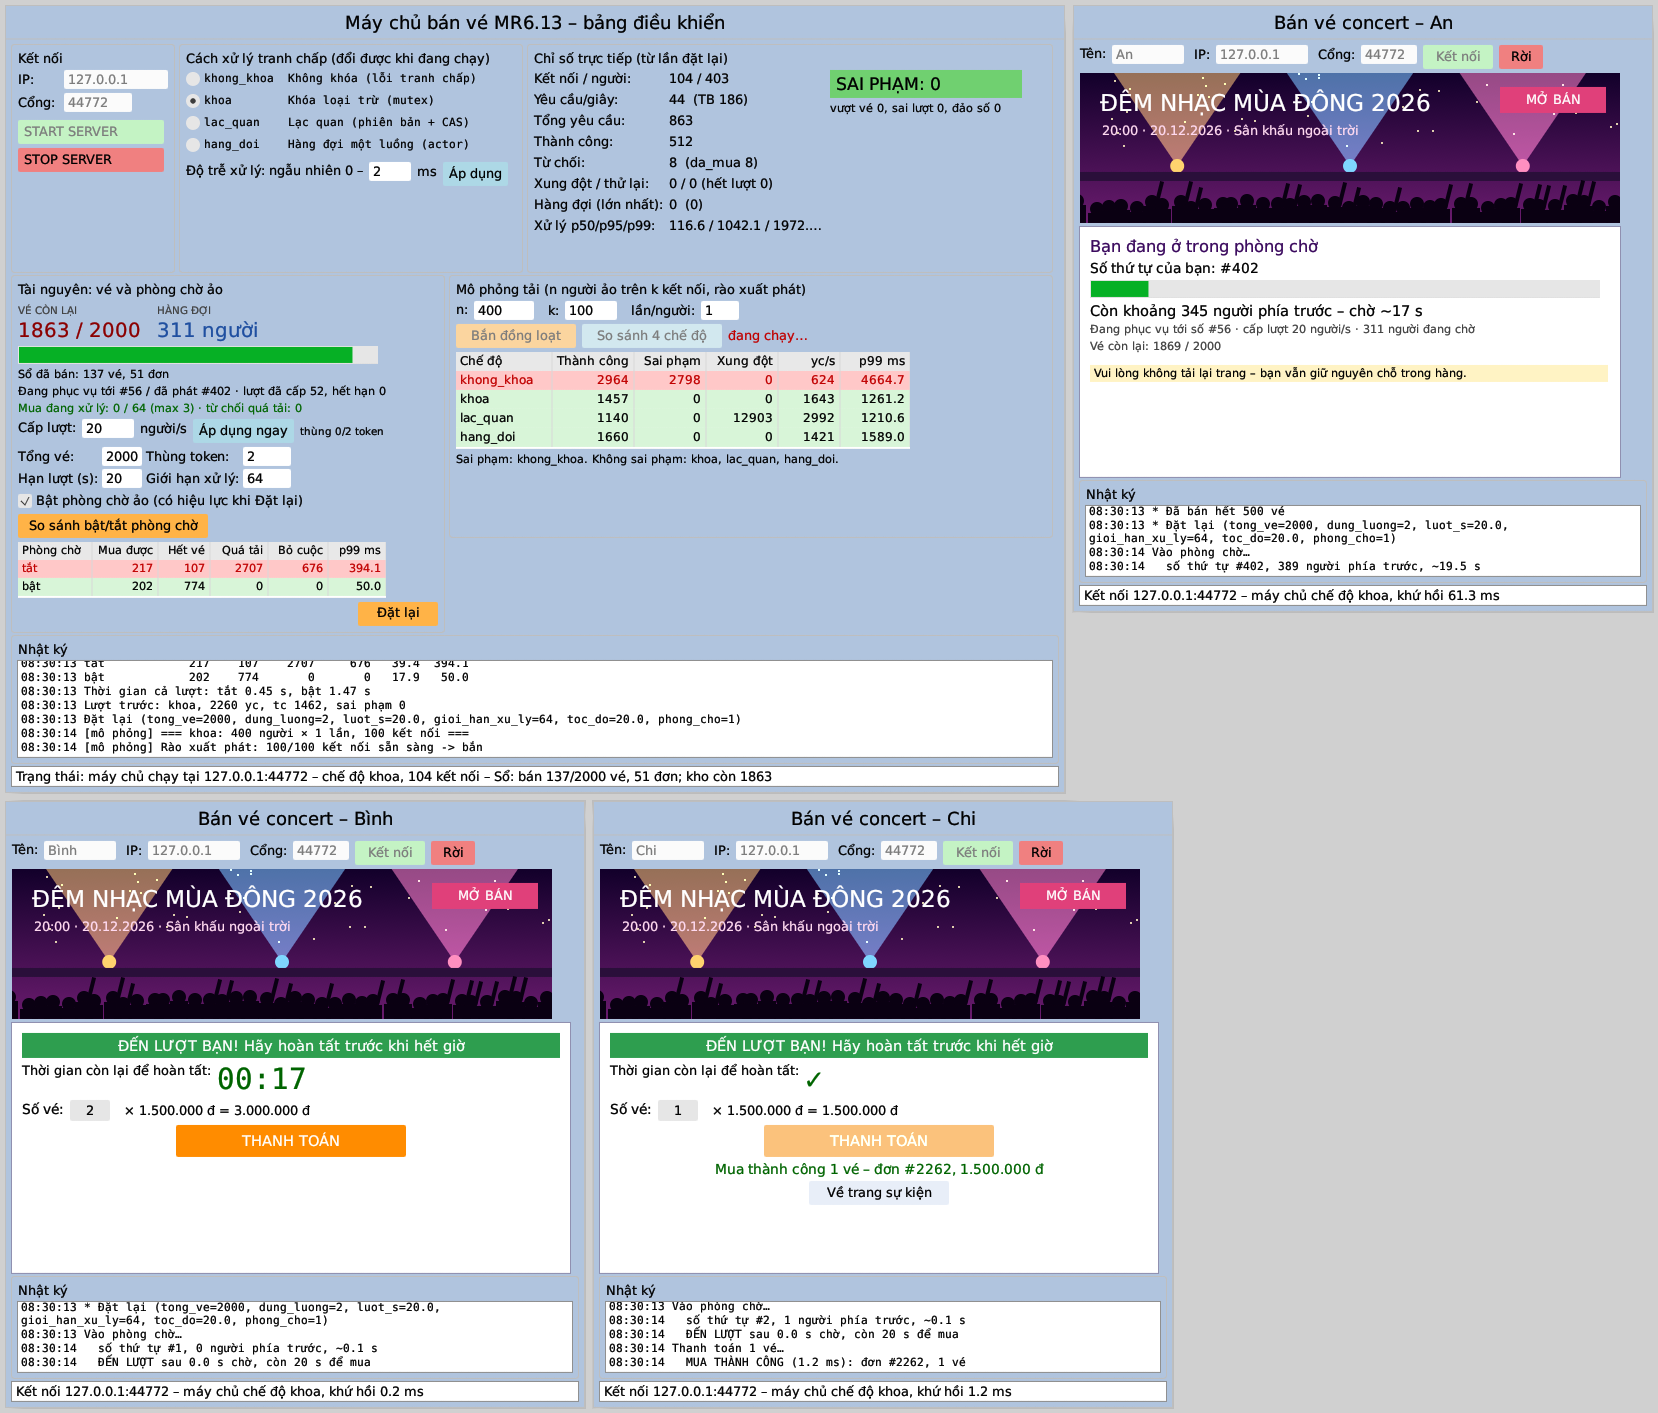 Máy chủ bán vé MR6.13 – bảng điều khiển
Kết nối
IP: 127.0.0.1
Cổng: 44772
START SERVER
STOP SERVER
Cách xử lý tranh chấp (đổi được khi đang chạy)
khong_khoa Không khóa (lỗi tranh chấp)
khoa Khóa loại trừ (mutex)
lac_quan Lạc quan (phiên bản + CAS)
hang_doi Hàng đợi một luồng (actor)
Độ trễ xử lý: ngẫu nhiên 0 – 2 ms Áp dụng
Chỉ số trực tiếp (từ lần đặt lại)
Kết nối / người: 104 / 403
Yêu cầu/giây: 44 (TB 186)
Tổng yêu cầu: 863
Thành công: 512
Từ chối: 8 (da_mua 8)
Xung đột / thử lại: 0 / 0 (hết lượt 0)
Hàng đợi (lớn nhất): 0 (0)
Xử lý p50/p95/p99: 116.6 / 1042.1 / 1972....
SAI PHẠM: 0
vượt vé 0, sai lượt 0, đảo số 0
Tài nguyên: vé và phòng chờ ảo
VÉ CÒN LẠI HÀNG ĐỢI
1863 / 2000 311 người
Sổ đã bán: 137 vé, 51 đơn
Đang phục vụ tới #56 / đã phát #402 · lượt đã cấp 52, hết hạn 0
Mua đang xử lý: 0 / 64 (max 3) · từ chối quá tải: 0
Cấp lượt: 20 người/s Áp dụng ngay thùng 0/2 token
Tổng vé: 2000 Thùng token: 2
Hạn lượt (s): 20 Giới hạn xử lý: 64
Bật phòng chờ ảo (có hiệu lực khi Đặt lại)
So sánh bật/tắt phòng chờ
Phòng chờ Mua được Hết vé Quá tải Bỏ cuộc p99 ms
tắt 217 107 2707 676 394.1
bật 202 774 0 0 50.0
Đặt lại
Mô phỏng tải (n người ảo trên k kết nối, rào xuất phát)
n: 400 k: 100 lần/người: 1
Bắn đồng loạt So sánh 4 chế độ đang chạy...
Chế độ Thành công Sai phạm Xung đột yc/s p99 ms
khong_khoa 2964 2798 0 624 4664.7
khoa 1457 0 0 1643 1261.2
lac_quan 1140 0 12903 2992 1210.6
hang_doi 1660 0 0 1421 1589.0
Sai phạm: khong_khoa. Không sai phạm: khoa, lac_quan, hang_doi.
Nhật ký
08:30:13 tắt 217 107 2707 676 39.4 394.1
08:30:13 bật 202 774 0 0 17.9 50.0
08:30:13 Thời gian cả lượt: tắt 0.45 s, bật 1.47 s
08:30:13 Lượt trước: khoa, 2260 yc, tc 1462, sai phạm 0
08:30:13 Đặt lại (tong_ve=2000, dung_luong=2, luot_s=20.0, gioi_han_xu_ly=64, toc_do=20.0, phong_cho=1)
08:30:14 [mô phỏng] === khoa: 400 người × 1 lần, 100 kết nối ===
08:30:14 [mô phỏng] Rào xuất phát: 100/100 kết nối sẵn sàng -> bắn
Trạng thái: máy chủ chạy tại 127.0.0.1:44772 – chế độ khoa, 104 kết nối – Sổ: bán 137/2000 vé, 51 đơn; kho còn 1863
Bán vé concert – An
Tên: An IP: 127.0.0.1 Cổng: 44772 Kết nối Rời
ĐÊM NHẠC MÙA ĐÔNG 2026
MỞ BÁN
20:00 · 20.12.2026 · Sân khấu ngoài trời
Bạn đang ở trong phòng chờ
Số thứ tự của bạn: #402
Còn khoảng 345 người phía trước – chờ ~17 s
Đang phục vụ tới số #56 · cấp lượt 20 người/s · 311 người đang chờ
Vé còn lại: 1869 / 2000
Vui lòng không tải lại trang – bạn vẫn giữ nguyên chỗ trong hàng.
Nhật ký
08:30:13 * Đã bán hết 500 vé
08:30:13 * Đặt lại (tong_ve=2000, dung_luong=2, luot_s=20.0,
gioi_han_xu_ly=64, toc_do=20.0, phong_cho=1)
08:30:14 Vào phòng chờ…
08:30:14 số thứ tự #402, 389 người phía trước, ~19.5 s
Kết nối 127.0.0.1:44772 – máy chủ chế độ khoa, khứ hồi 61.3 ms
Bán vé concert – Bình
Tên: Bình IP: 127.0.0.1 Cổng: 44772 Kết nối Rời
ĐÊM NHẠC MÙA ĐÔNG 2026
MỞ BÁN
20:00 · 20.12.2026 · Sân khấu ngoài trời
ĐẾN LƯỢT BẠN! Hãy hoàn tất trước khi hết giờ
Thời gian còn lại để hoàn tất: 00:17
Số vé: 2 × 1.500.000 đ = 3.000.000 đ
THANH TOÁN
Nhật ký
08:30:13 * Đặt lại (tong_ve=2000, dung_luong=2, luot_s=20.0,
gioi_han_xu_ly=64, toc_do=20.0, phong_cho=1)
08:30:13 Vào phòng chờ…
08:30:14 số thứ tự #1, 0 người phía trước, ~0.1 s
08:30:14 ĐẾN LƯỢT sau 0.0 s chờ, còn 20 s để mua
Kết nối 127.0.0.1:44772 – máy chủ chế độ khoa, khứ hồi 0.2 ms
Bán vé concert – Chi
Tên: Chi IP: 127.0.0.1 Cổng: 44772 Kết nối Rời
ĐÊM NHẠC MÙA ĐÔNG 2026
MỞ BÁN
20:00 · 20.12.2026 · Sân khấu ngoài trời
ĐẾN LƯỢT BẠN! Hãy hoàn tất trước khi hết giờ
Thời gian còn lại để hoàn tất: ✓
Số vé: 1 × 1.500.000 đ = 1.500.000 đ
THANH TOÁN
Mua thành công 1 vé – đơn #2262, 1.500.000 đ
Về trang sự kiện
Nhật ký
08:30:13 Vào phòng chờ…
08:30:14 số thứ tự #2, 1 người phía trước, ~0.1 s
08:30:14 ĐẾN LƯỢT sau 0.0 s chờ, còn 20 s để mua
08:30:14 Thanh toán 1 vé…
08:30:14 MUA THÀNH CÔNG (1.2 ms): đơn #2262, 1 vé
Kết nối 127.0.0.1:44772 – máy chủ chế độ khoa, khứ hồi 1.2 ms